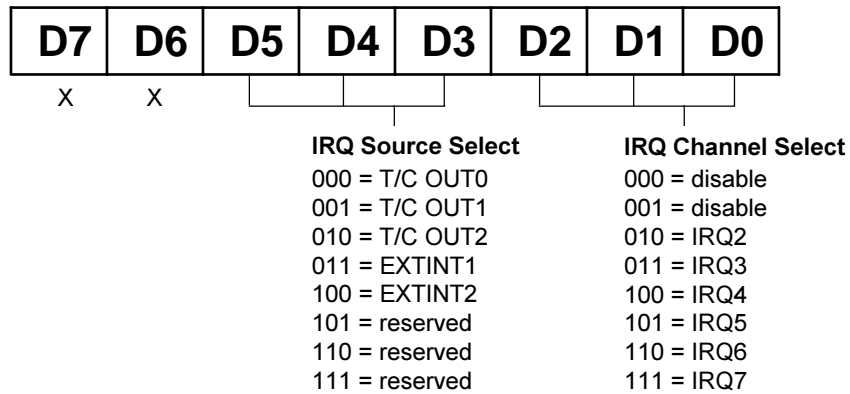 D7 D6 D5 D4 D3 D2 D1 D0
X X
IRQ Source Select
000 = T/C OUT0
001 = T/C OUT1
010 = T/C OUT2
011 = EXTINT1
100 = EXTINT2
101 = reserved
110 = reserved
111 = reserved
IRQ Channel Select
000 = disable
001 = disable
010 = IRQ2
011 = IRQ3
100 = IRQ4
101 = IRQ5
110 = IRQ6
111 = IRQ7